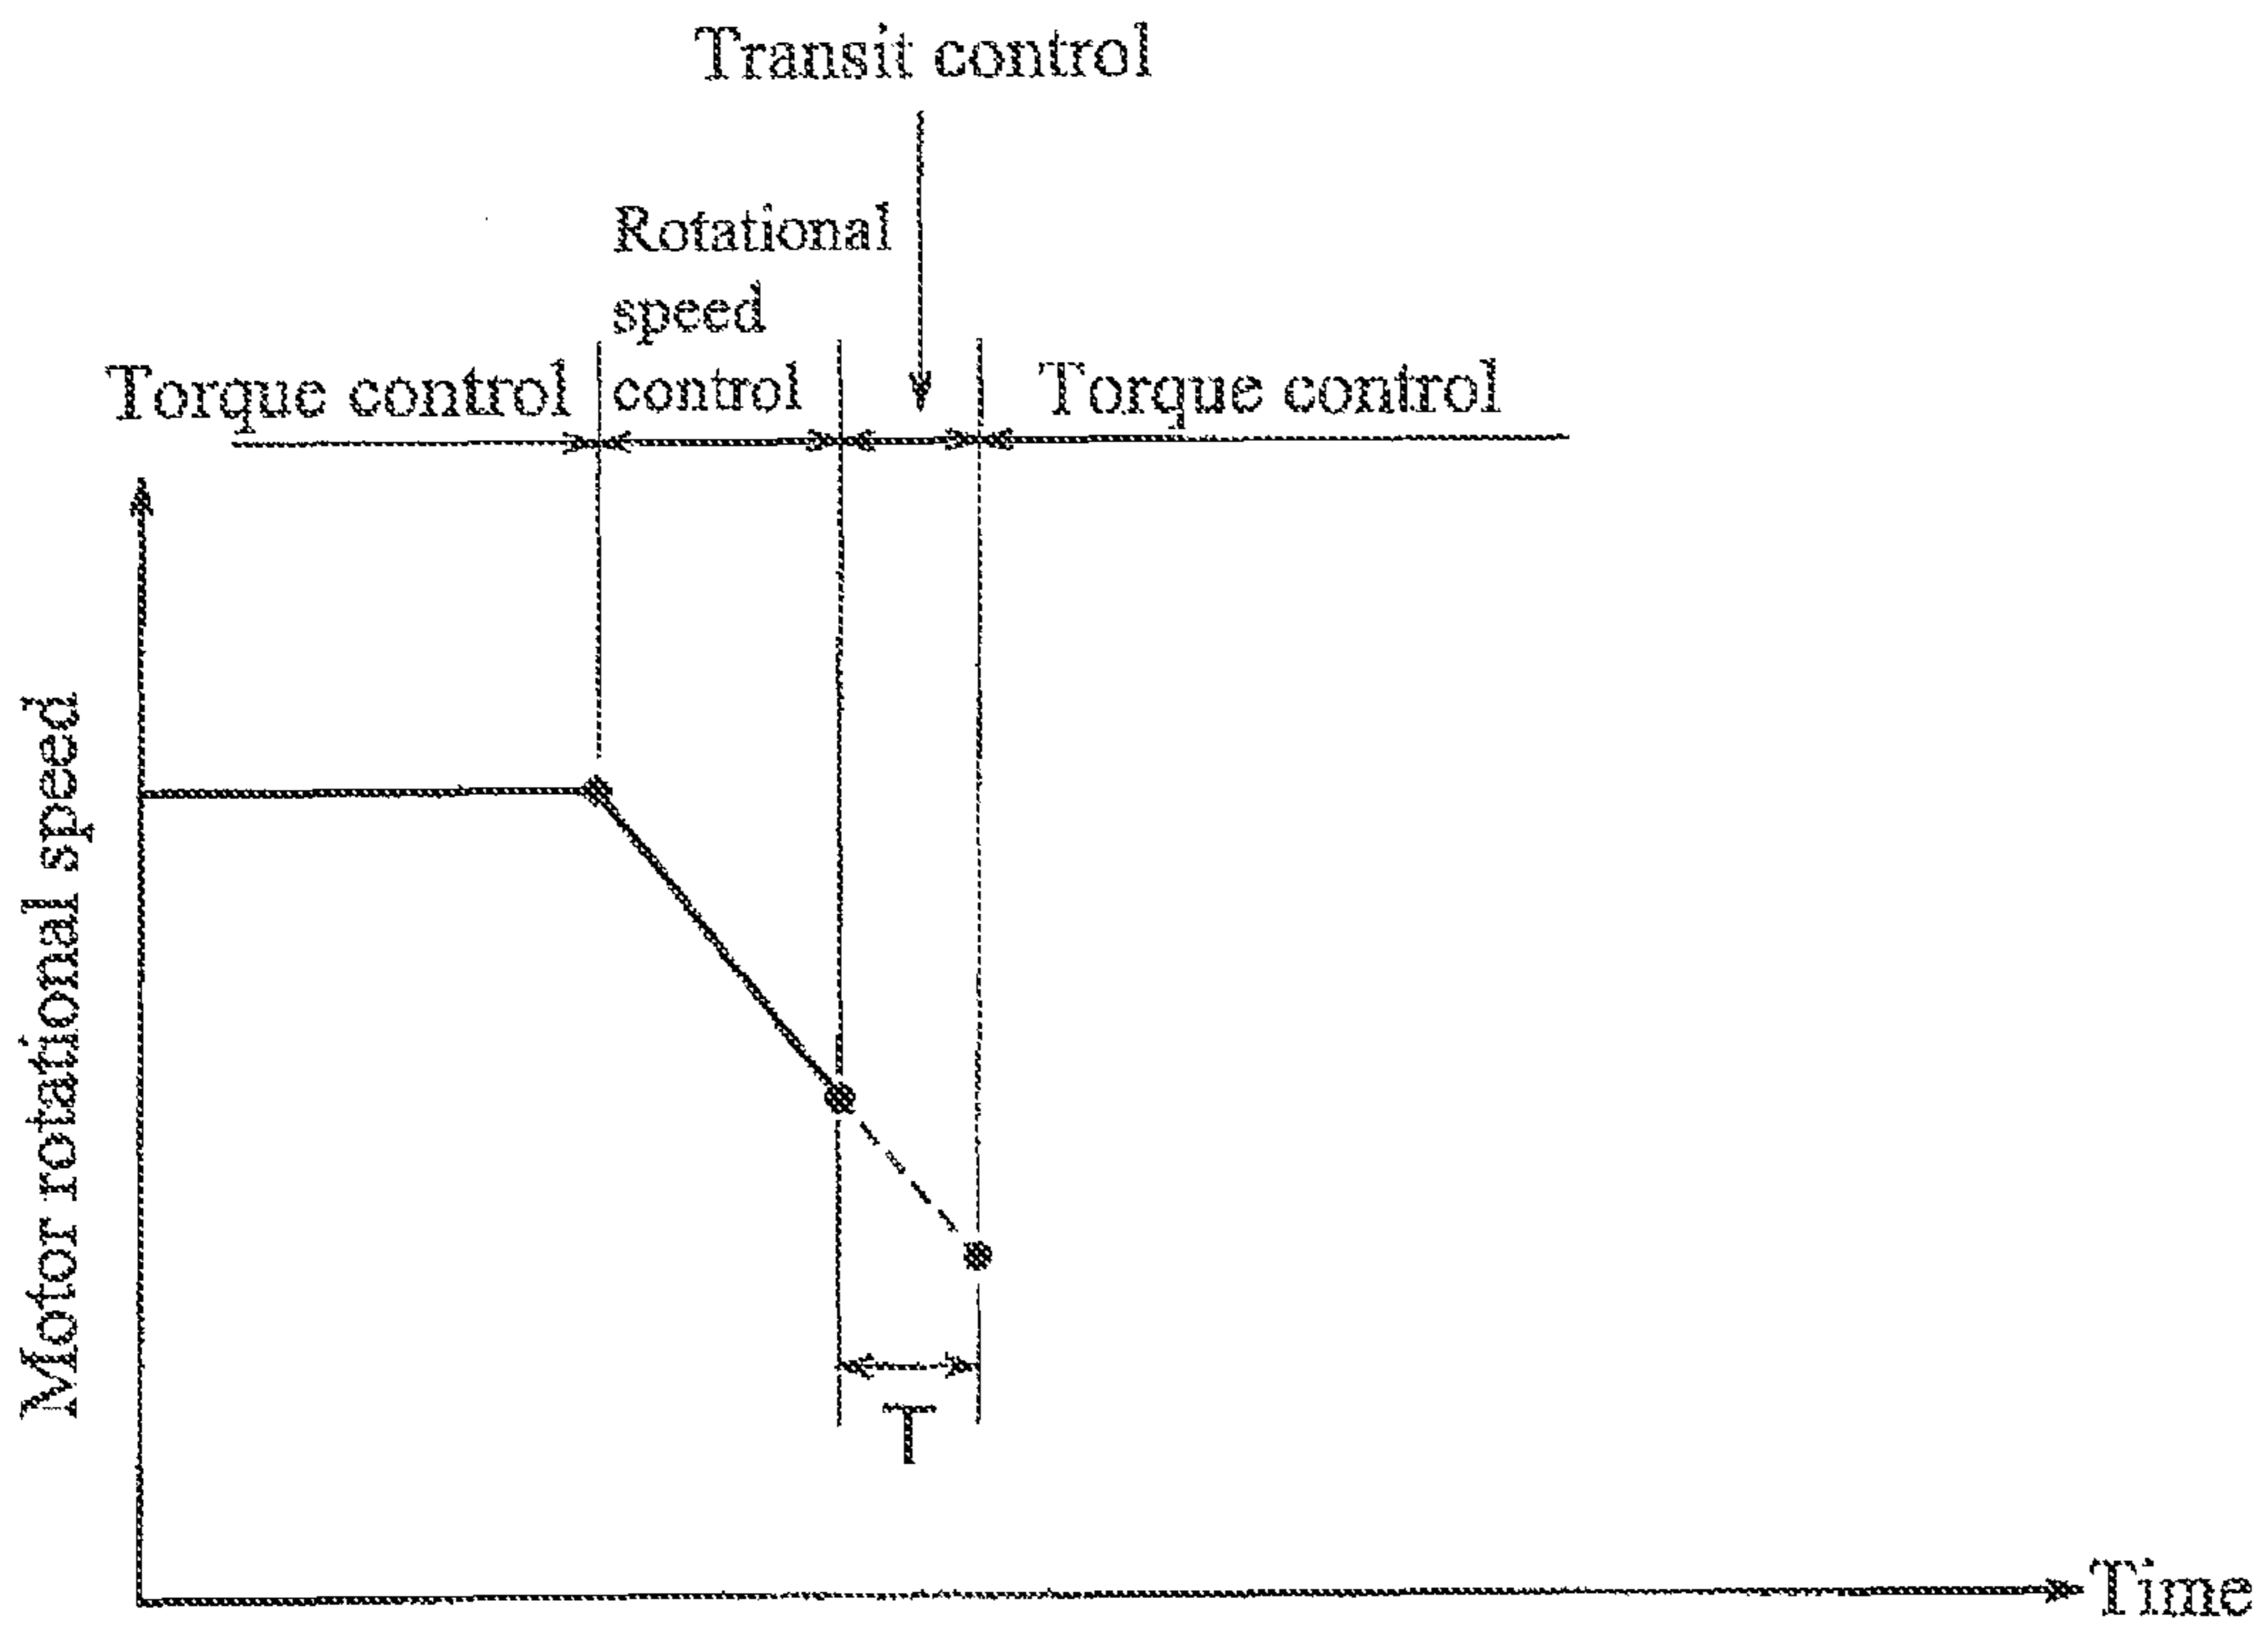 Transit control
Rotational
speed
control
Torque control
Torque control
Motor rotational speed
T
Time